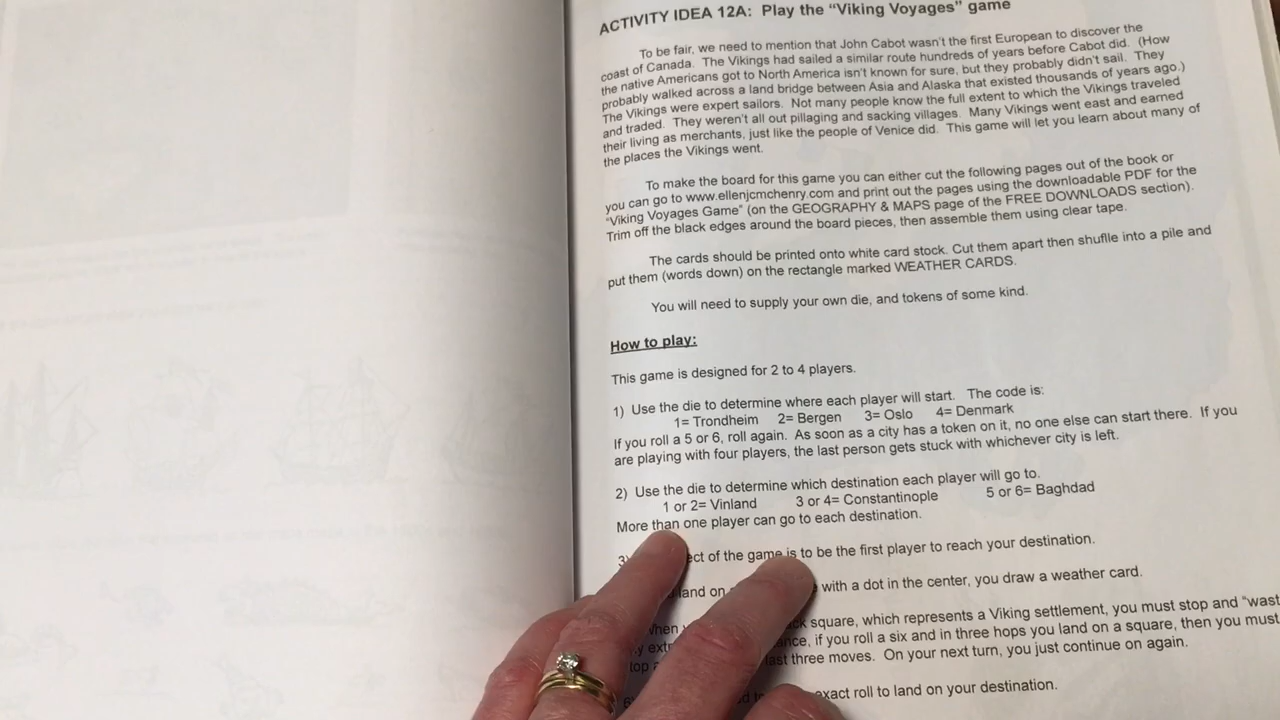 ACTIVITY IDEA 12A: Play the "Viking Voyages" game
To be fair, we need to mention that John Cabot wasn't the first European to discover the
coast of Canada. The Vikings had sailed a similar route hundreds of years before Cabot did. (How
the native Americans got to North America isn't known for sure, but they probably didn't sail. They
probably walked across a land bridge between Asia and Alaska that existed thousands of years ago.)
The Vikings were expert sailors. Not many people know the full extent to which the Vikings traveled
and traded. They weren't all out pillaging and sacking villages. Many Vikings went east and earned
their living as merchants, just like the people of Venice did. This game will let you learn about many of
the places the Vikings went.
To make the board for this game you can either cut the following pages out of the book or
you can go to www.ellenjcmchenry.com and print out the pages using the downloadable PDF for the
"Viking Voyages Game" (on the GEOGRAPHY & MAPS page of the FREE DOWNLOADS section).
Trim off the black edges around the board pieces, then assemble them using clear tape.
The cards should be printed onto white card stock. Cut them apart then shuffle into a pile and
put them (words down) on the rectangle marked WEATHER CARDS.
You will need to supply your own die, and tokens of some kind.
How to play:
This game is designed for 2 to 4 players.
1) Use the die to determine where each player will start. The code is:
1= Trondheim 2= Bergen 3= Oslo 4= Denmark
If you roll a 5 or 6, roll again. As soon as a city has a token on it, no one else can start there. If you
are playing with four players, the last person gets stuck with whichever city is left.
2) Use the die to determine which destination each player will go to.
1 or 2= Vinland 3 or 4= Constantinople 5 or 6= Baghdad
More than one player can go to each destination.
3) ect of the game is to be the first player to reach your destination.
land on with a dot in the center, you draw a weather card.
When square, which represents a Viking settlement, you must stop and "wast
y extr ance, if you roll a six and in three hops you land on a square, then you must
top a last three moves. On your next turn, you just continue on again.
exact roll to land on your destination.